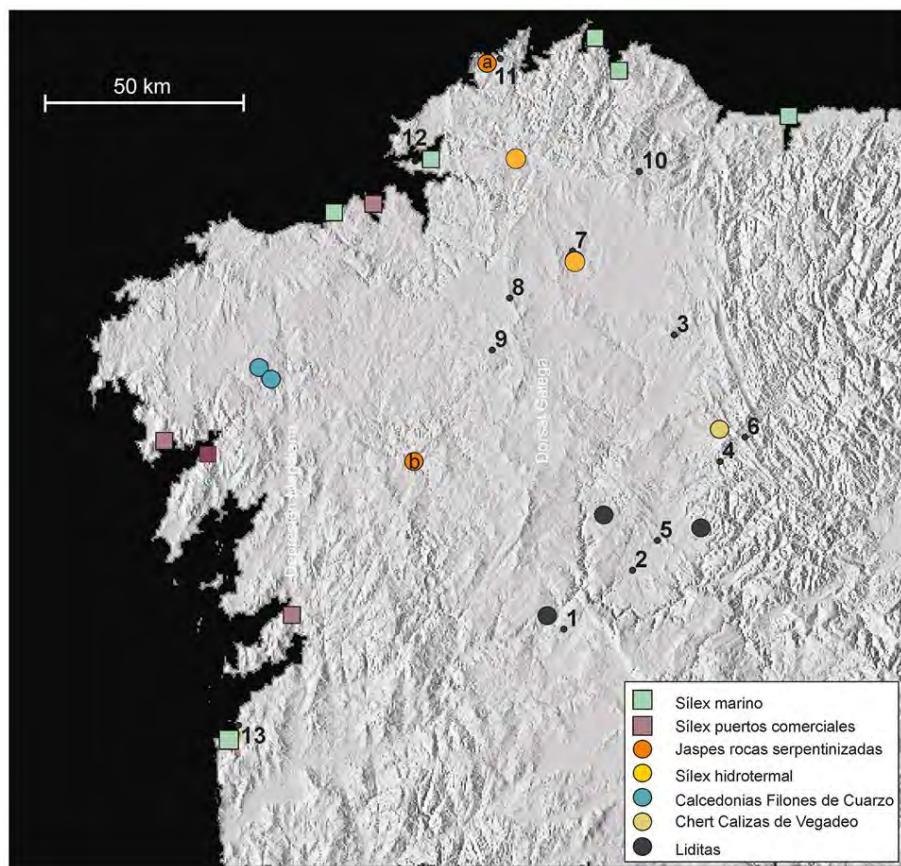 a
11
50 km
12
10
7
8
3
9
Dorsal Galega
6
b
4
5
2
1
13
Sílex marino
Sílex puertos comerciales
Jaspes rocas serpentinizadas
Sílex hidrotermal
Calcedonias Filones de Cuarzo
Chert Calizas de Vegadeo
Liditas